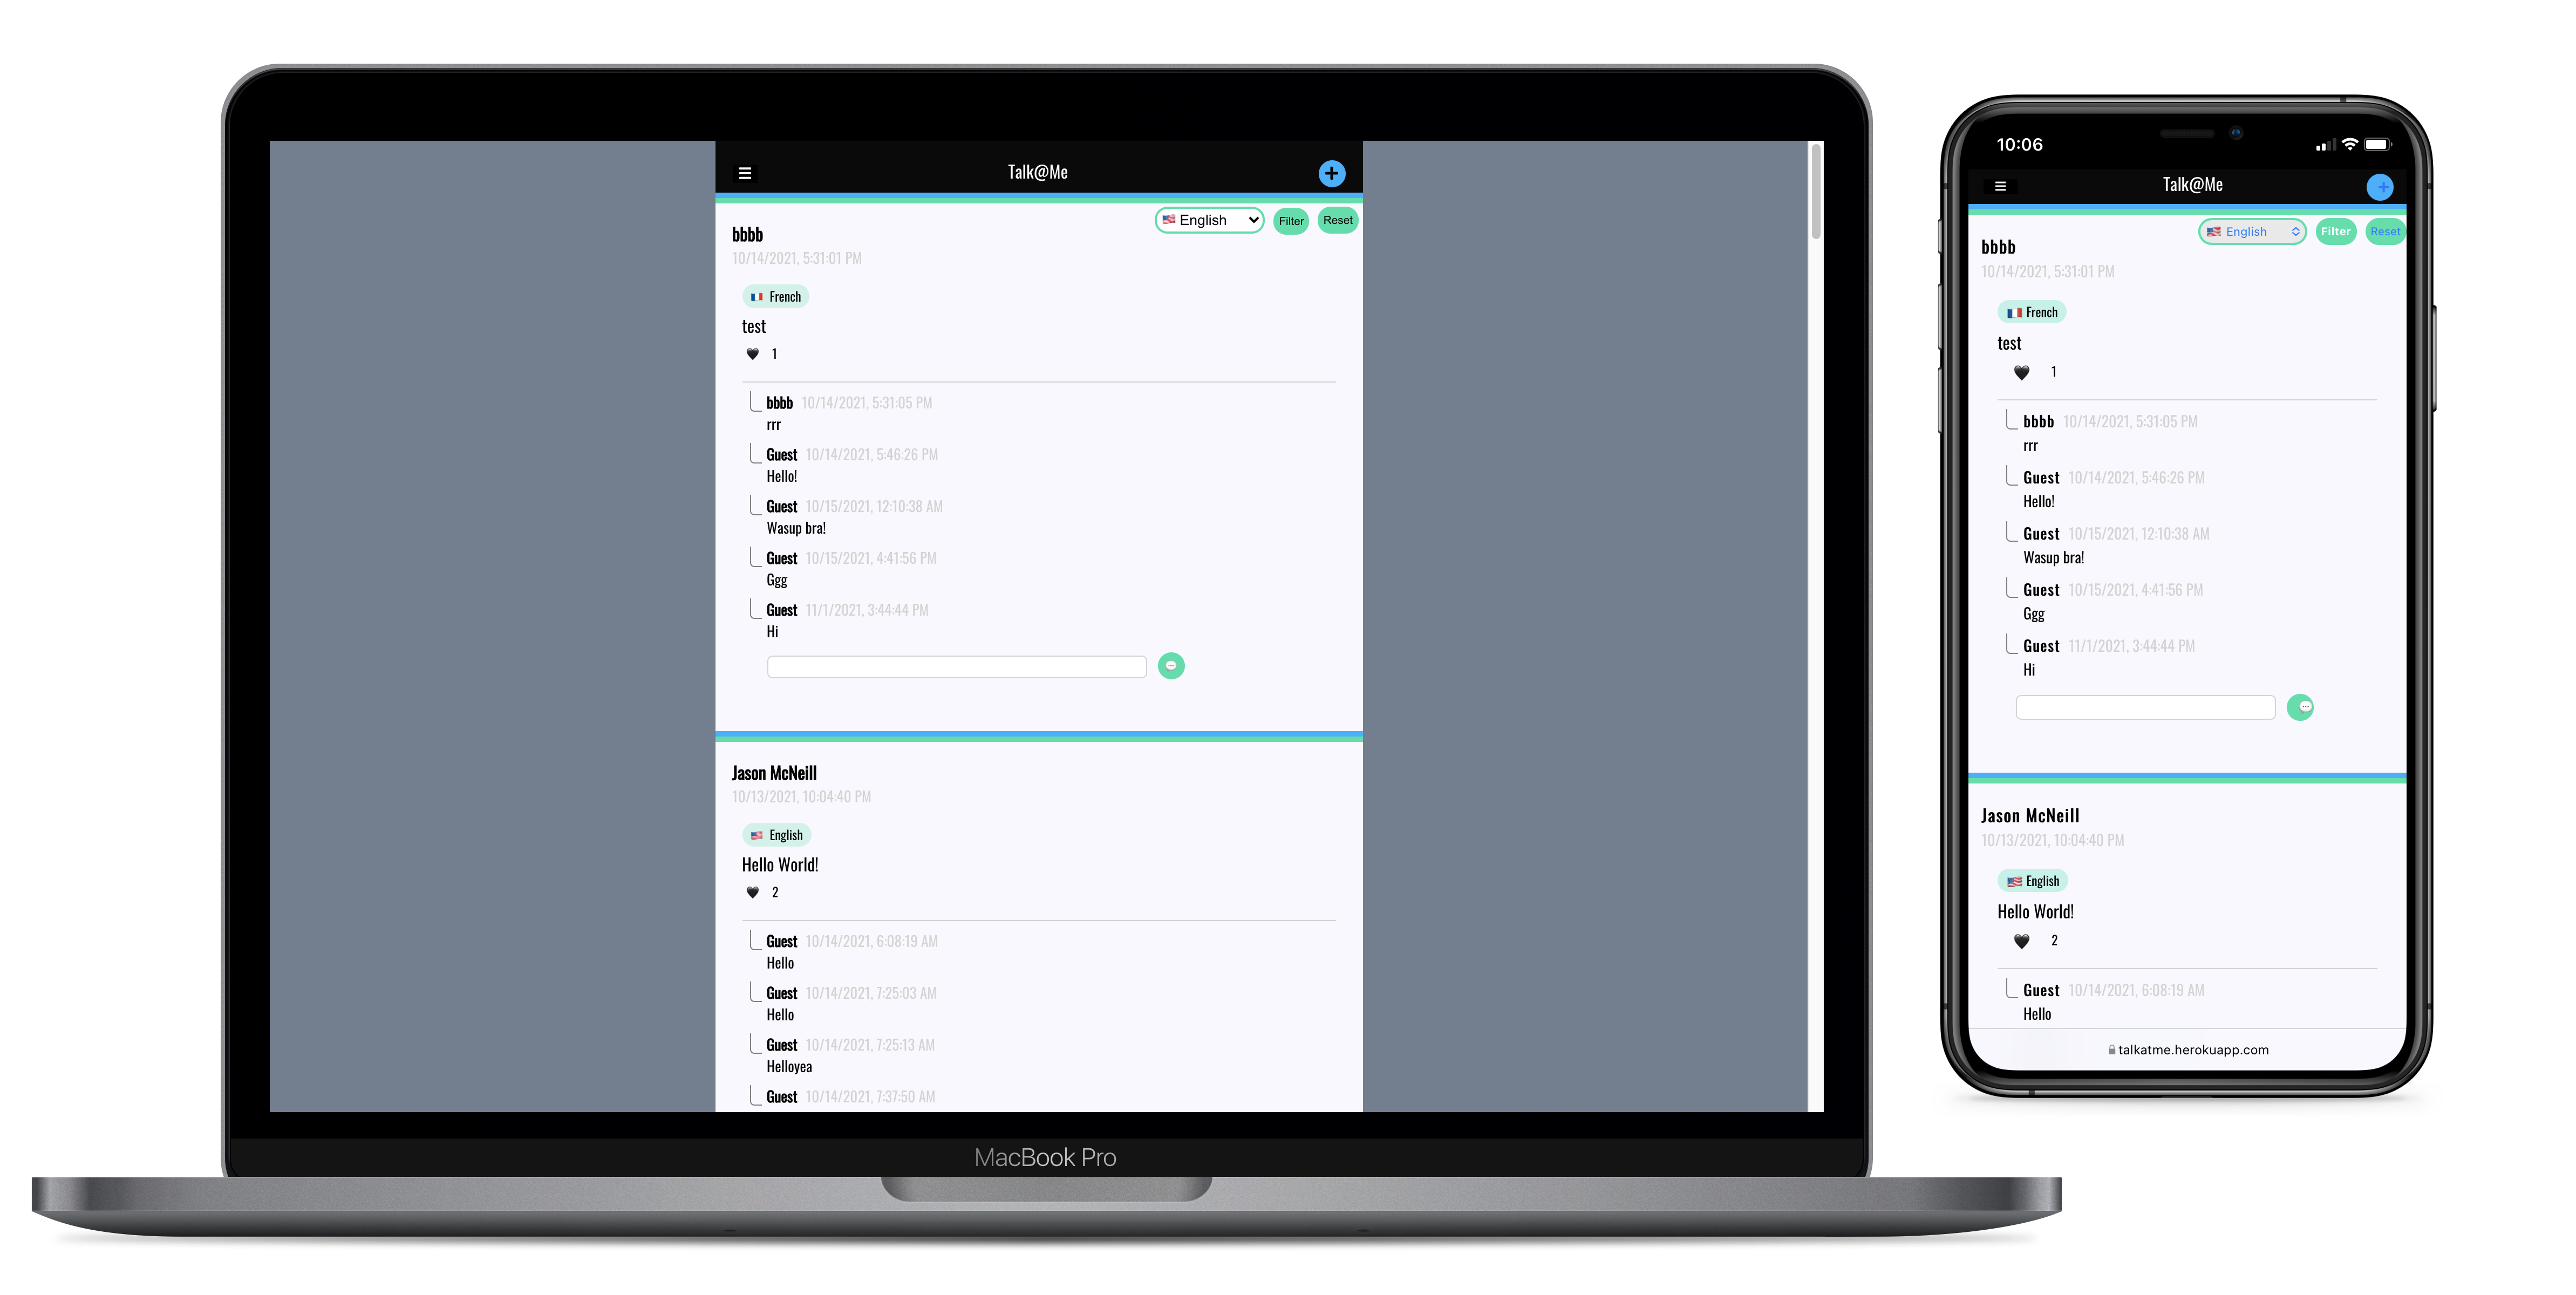 Talk@Me
English
Filter
Reset
bbbb
10/14/2021, 5:31:01 PM
French
test
1
bbbb 10/14/2021, 5:31:05 PM
rrr
Guest 10/14/2021, 5:46:26 PM
Hello!
Guest 10/15/2021, 12:10:38 AM
Wasup bra!
Guest 10/15/2021, 4:41:56 PM
Ggg
Guest 11/1/2021, 3:44:44 PM
Hi
Jason McNeill
10/13/2021, 10:04:40 PM
English
Hello World!
2
Guest 10/14/2021, 6:08:19 AM
Hello
Guest 10/14/2021, 7:25:03 AM
Hello
Guest 10/14/2021, 7:25:13 AM
Helloyea
Guest 10/14/2021, 7:37:50 AM
MacBook Pro
10:06
Talk@Me
English
Filter
Reset
bbbb
10/14/2021, 5:31:01 PM
French
test
1
bbbb 10/14/2021, 5:31:05 PM
rrr
Guest 10/14/2021, 5:46:26 PM
Hello!
Guest 10/15/2021, 12:10:38 AM
Wasup bra!
Guest 10/15/2021, 4:41:56 PM
Ggg
Guest 11/1/2021, 3:44:44 PM
Hi
Jason McNeill
10/13/2021, 10:04:40 PM
English
Hello World!
2
Guest 10/14/2021, 6:08:19 AM
Hello
talkatme.herokuapp.com